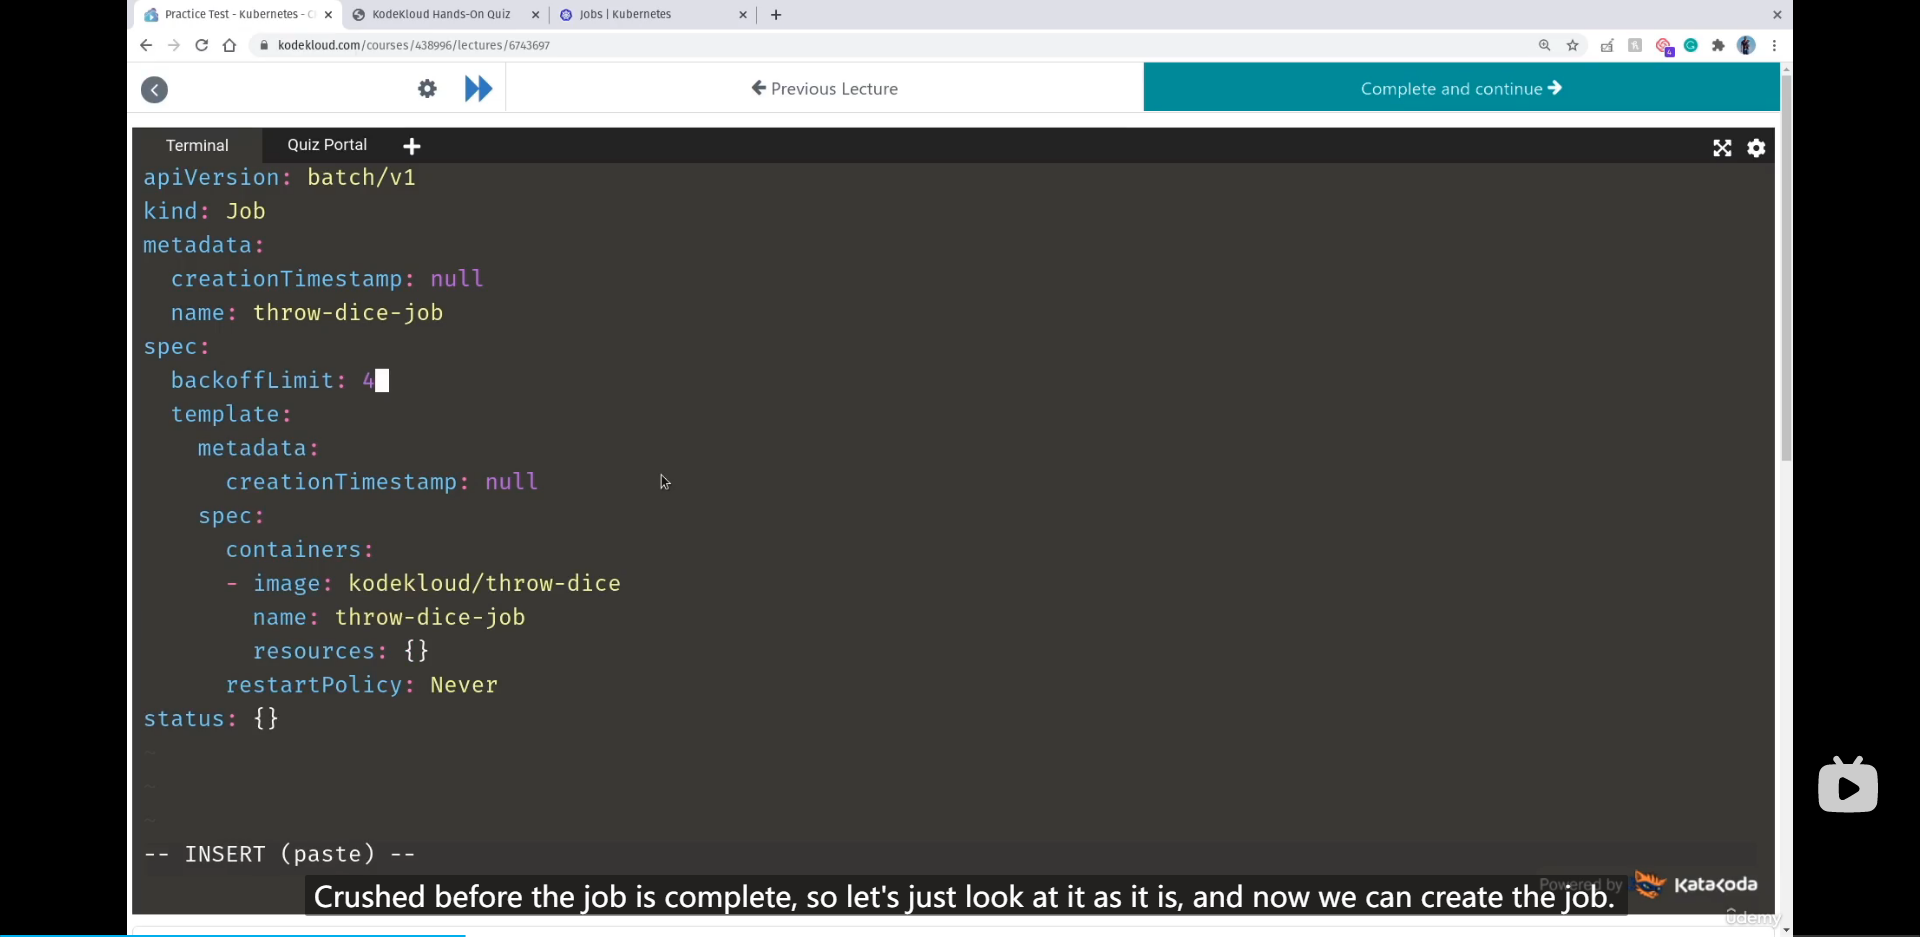 Practice Test - Kubernetes - C
KodeKloud Hands-On Quiz
Jobs | Kubernetes
kodekloud.com/courses/438996/lectures/6743697
Previous Lecture
Complete and continue
Terminal
Quiz Portal
apiVersion: batch/v1
kind: Job
metadata:
  creationTimestamp: null
  name: throw-dice-job
spec:
  backoffLimit: 4
  template:
    metadata:
      creationTimestamp: null
    spec:
      containers:
      - image: kodekloud/throw-dice
        name: throw-dice-job
        resources: {}
      restartPolicy: Never
status: {}
~
~
~
-- INSERT (paste) --
Powered by KataCoda
Crushed before the job is complete, so let's just look at it as it is, and now we can create the job.
ûdemy